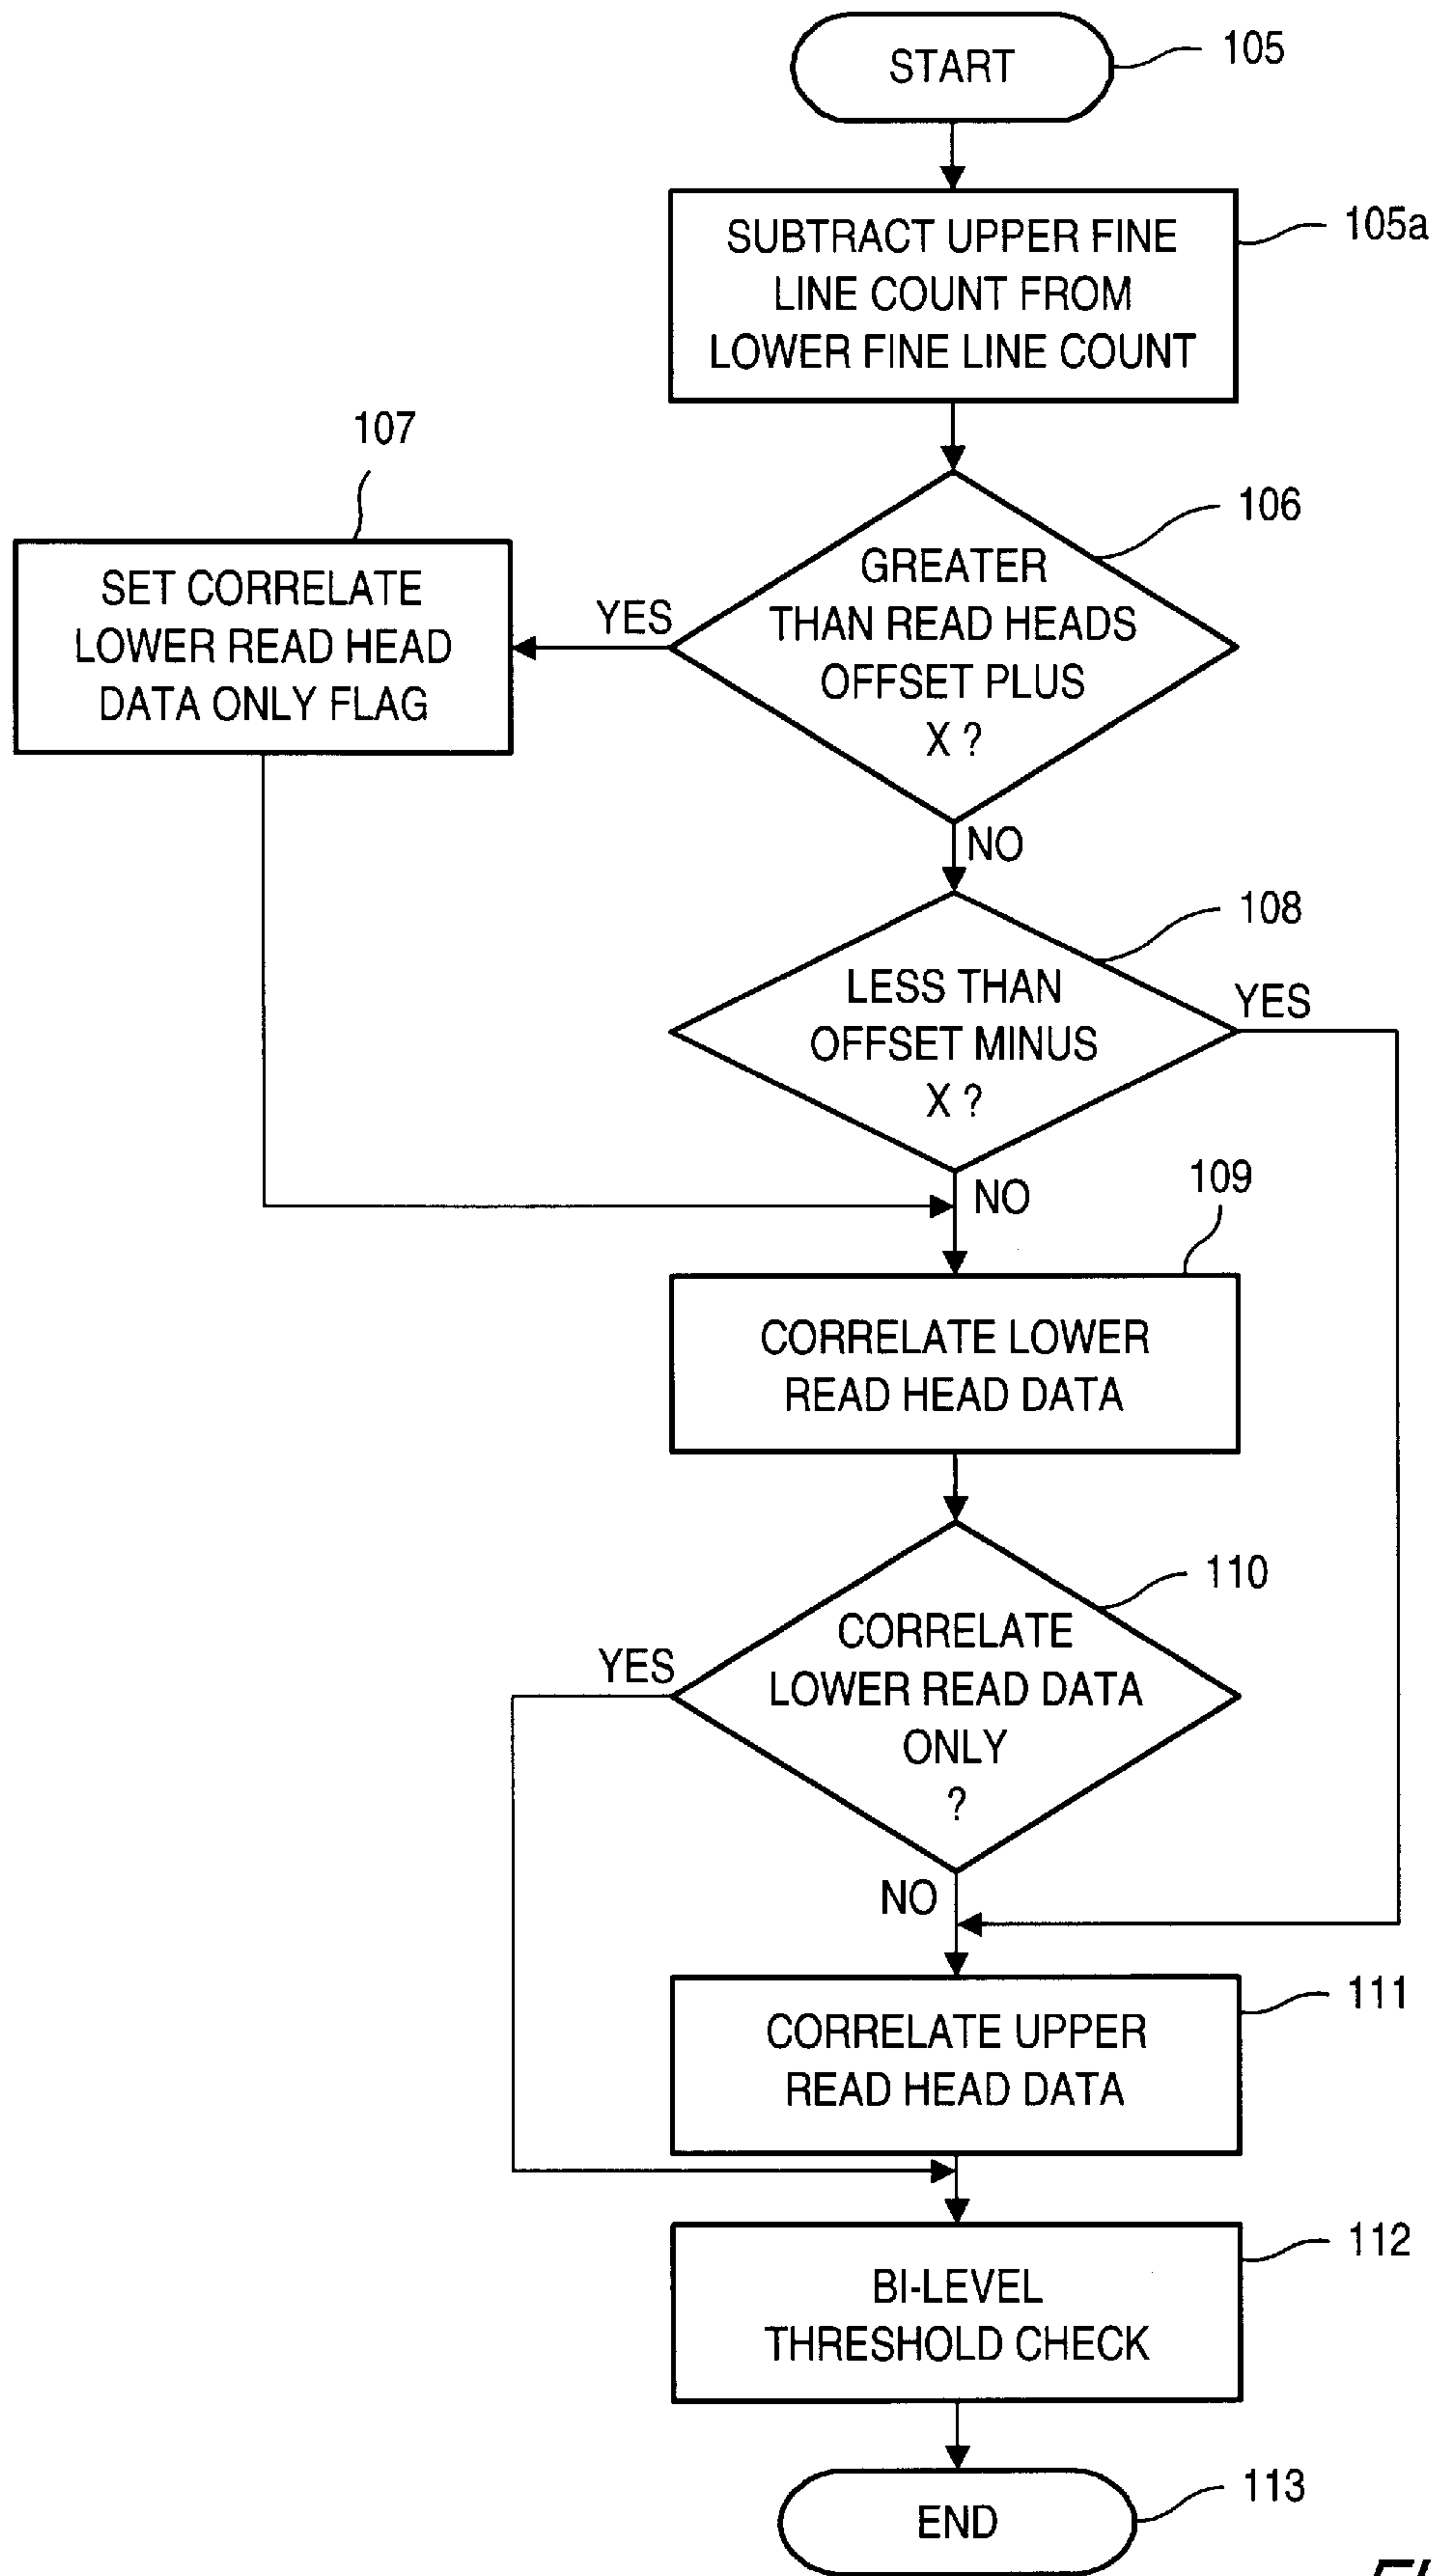 START
105
SUBTRACT UPPER FINE
LINE COUNT FROM
LOWER FINE LINE COUNT
105a
107
SET CORRELATE
LOWER READ HEAD
DATA ONLY FLAG
YES
GREATER
THAN READ HEADS
OFFSET PLUS
X ?
106
NO
108
LESS THAN
OFFSET MINUS
X ?
YES
NO
109
CORRELATE LOWER
READ HEAD DATA
110
CORRELATE
LOWER READ DATA
ONLY
?
YES
NO
111
CORRELATE UPPER
READ HEAD DATA
112
BI-LEVEL
THRESHOLD CHECK
END
113